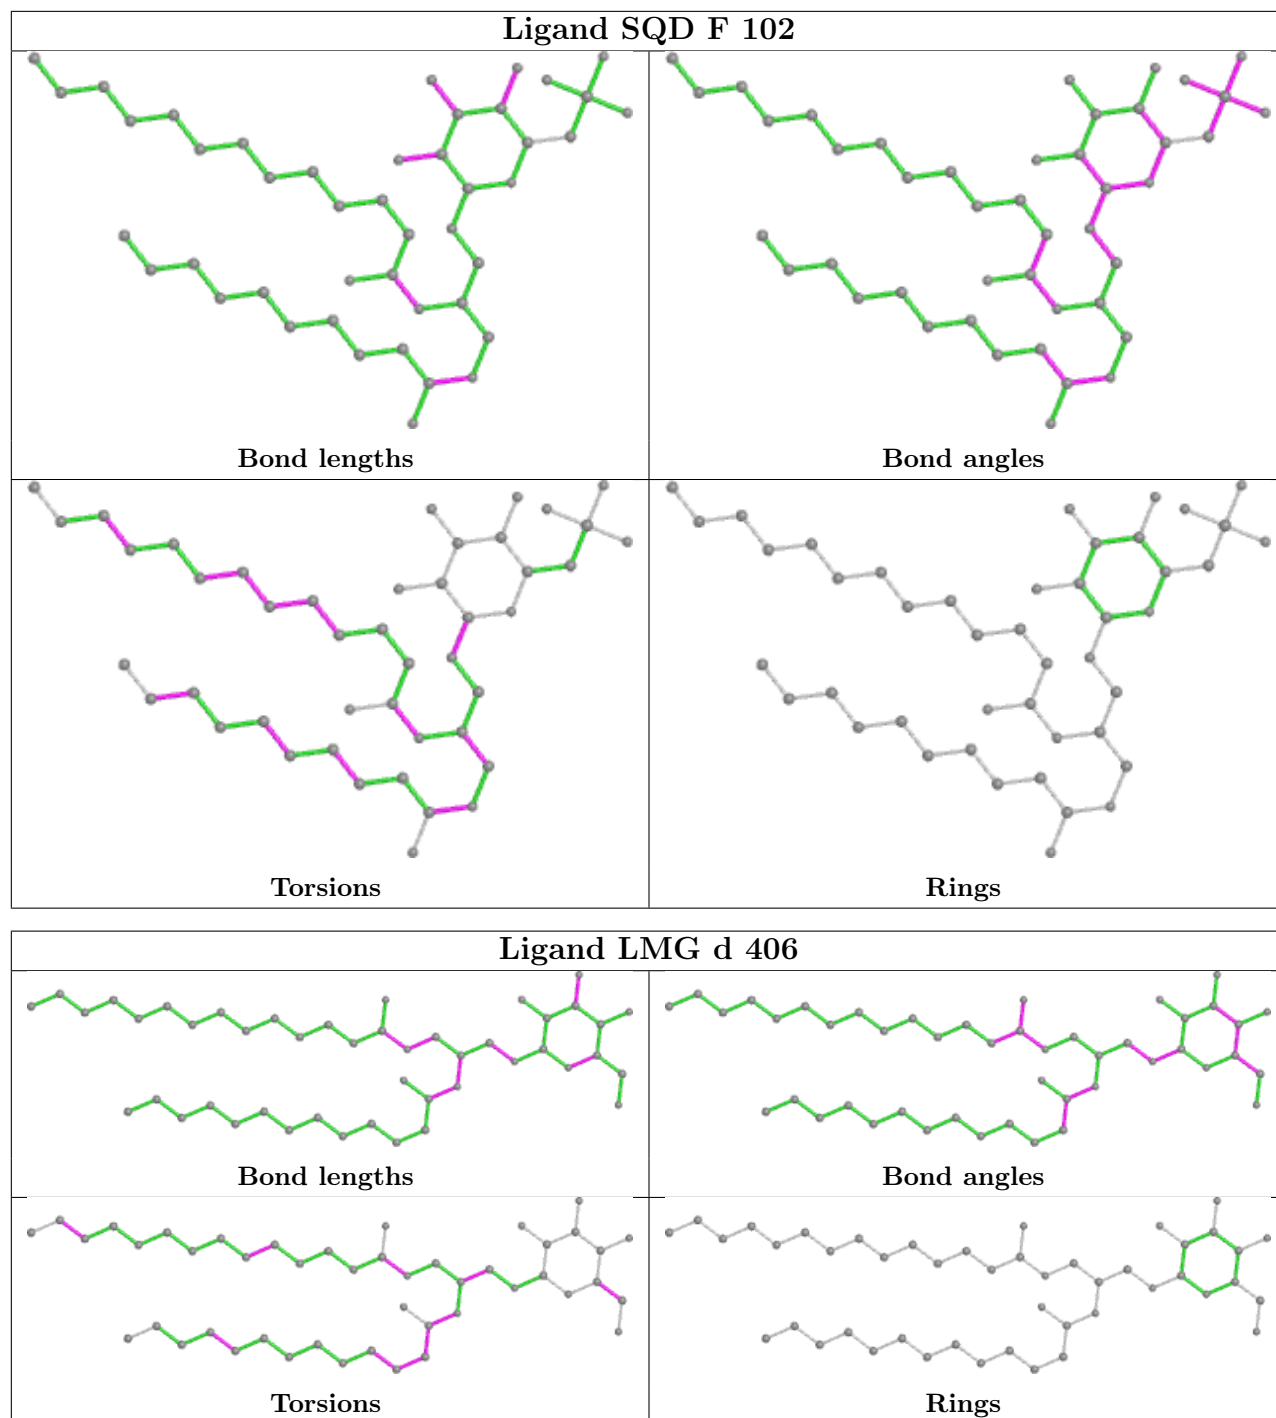 Ligand SQD F 102
Bond lengths
Bond angles
Torsions
Rings
Ligand LMG d 406
Bond lengths
Bond angles
Torsions
Rings